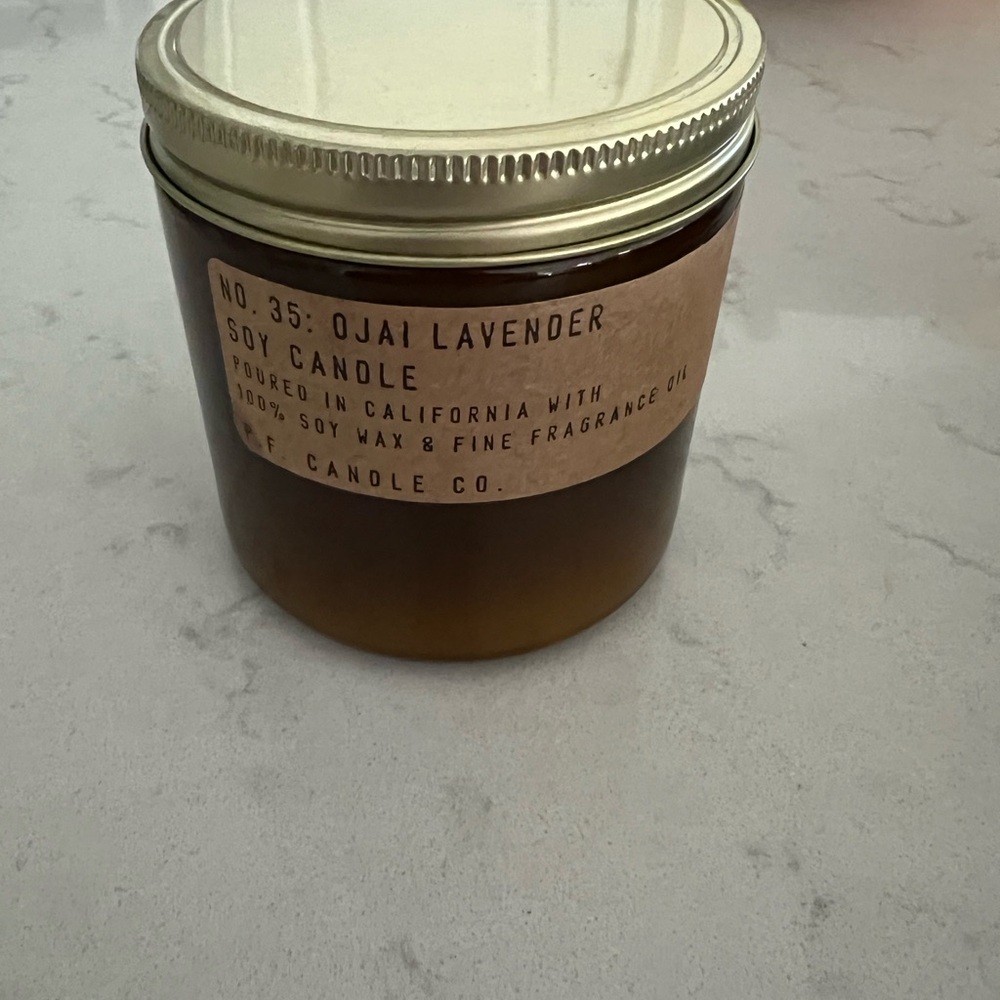 NO. 35: OJAI LAVENDER
SOY CANDLE
POURED IN CALIFORNIA WITH
100% SOY WAX & FINE FRAGRANCE OIL
P.F. CANDLE CO.